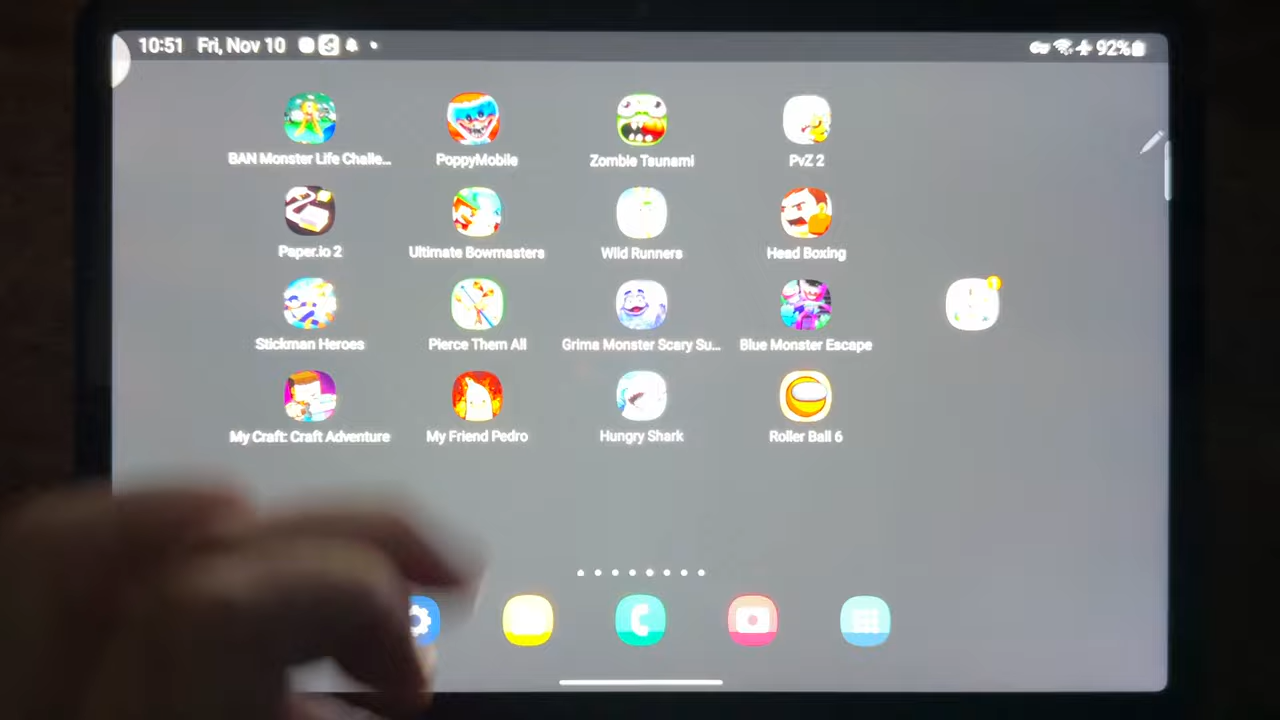 10:51 Fri, Nov 10 92%
BAN Monster Life Challe... PoppyMobile Zombie Tsunami PvZ 2
Paper.io 2 Ultimate Bowmasters Wild Runners Head Boxing
Stickman Heroes Pierce Them All Grima Monster Scary Su... Blue Monster Escape
My Craft: Craft Adventure My Friend Pedro Hungry Shark Roller Ball 6